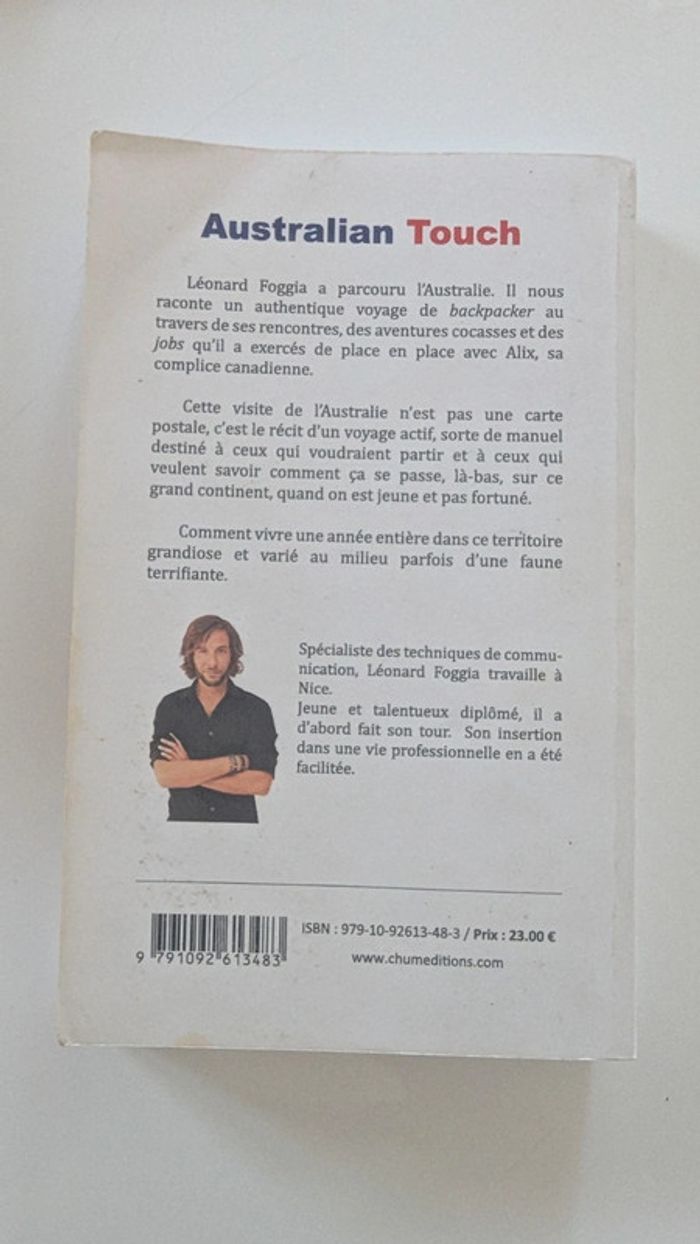 Australian Touch
Léonard Foggia a parcouru l'Australie. Il nous
raconte un authentique voyage de backpacker au
travers de ses rencontres, des aventures cocasses et des
jobs qu'il a exercés de place en place avec Alix, sa
complice canadienne.
Cette visite de l'Australie n'est pas une carte
postale, c'est le récit d'un voyage actif, sorte de manuel
destiné à ceux qui voudraient partir et à ceux qui
veulent savoir comment ça se passe, là-bas, sur ce
grand continent, quand on est jeune et pas fortuné.
Comment vivre une année entière dans ce territoire
grandiose et varié au milieu parfois d'une faune
terrifiante.
Spécialiste des techniques de commu-
nication, Léonard Foggia travaille à
Nice.
Jeune et talentueux diplômé, il a
d'abord fait son tour. Son insertion
dans une vie professionnelle en a été
facilitée.
ISBN : 979-10-92613-48-3 / Prix : 23.00 €
www.chumeditions.com
9 791092 613483